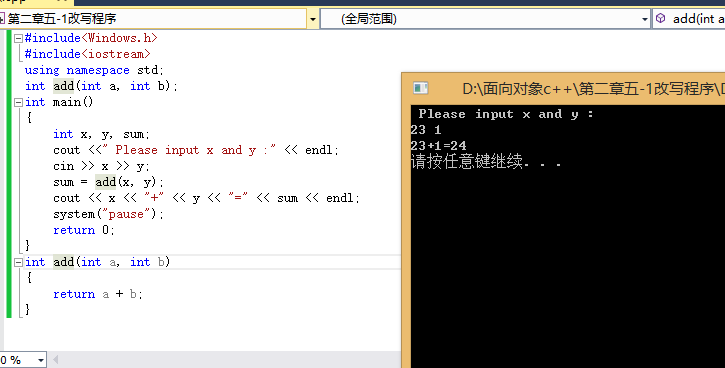 第二章五-1改写程序
(全局范围)
add(int a
#include<Windows.h>
#include<iostream>
using namespace std;
int add(int a, int b);
int main()
{
int x, y, sum;
cout <<" Please input x and y :" << endl;
cin >> x >> y;
sum = add(x, y);
cout << x << "+" << y << "=" << sum << endl;
system("pause");
return 0;
}
int add(int a, int b)
{
return a + b;
}
0 %
D:\面向对象c++\第二章五-1改写程序\D
Please input x and y :
23 1
23+1=24
请按任意键继续. . .